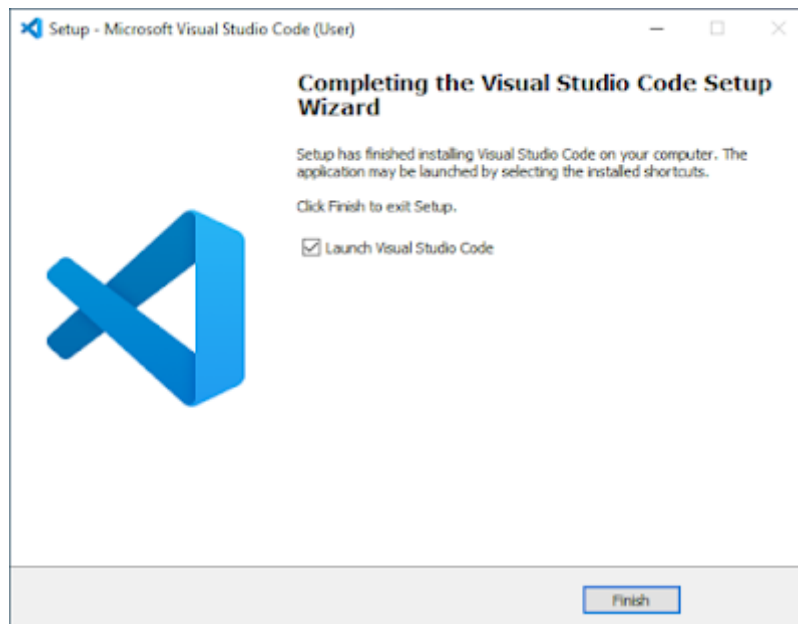 Setup - Microsoft Visual Studio Code (User)
Completing the Visual Studio Code Setup
Wizard
Setup has finished installing Visual Studio Code on your computer. The
application may be launched by selecting the installed shortcuts.
Click Finish to exit Setup.
Launch Visual Studio Code
Finish